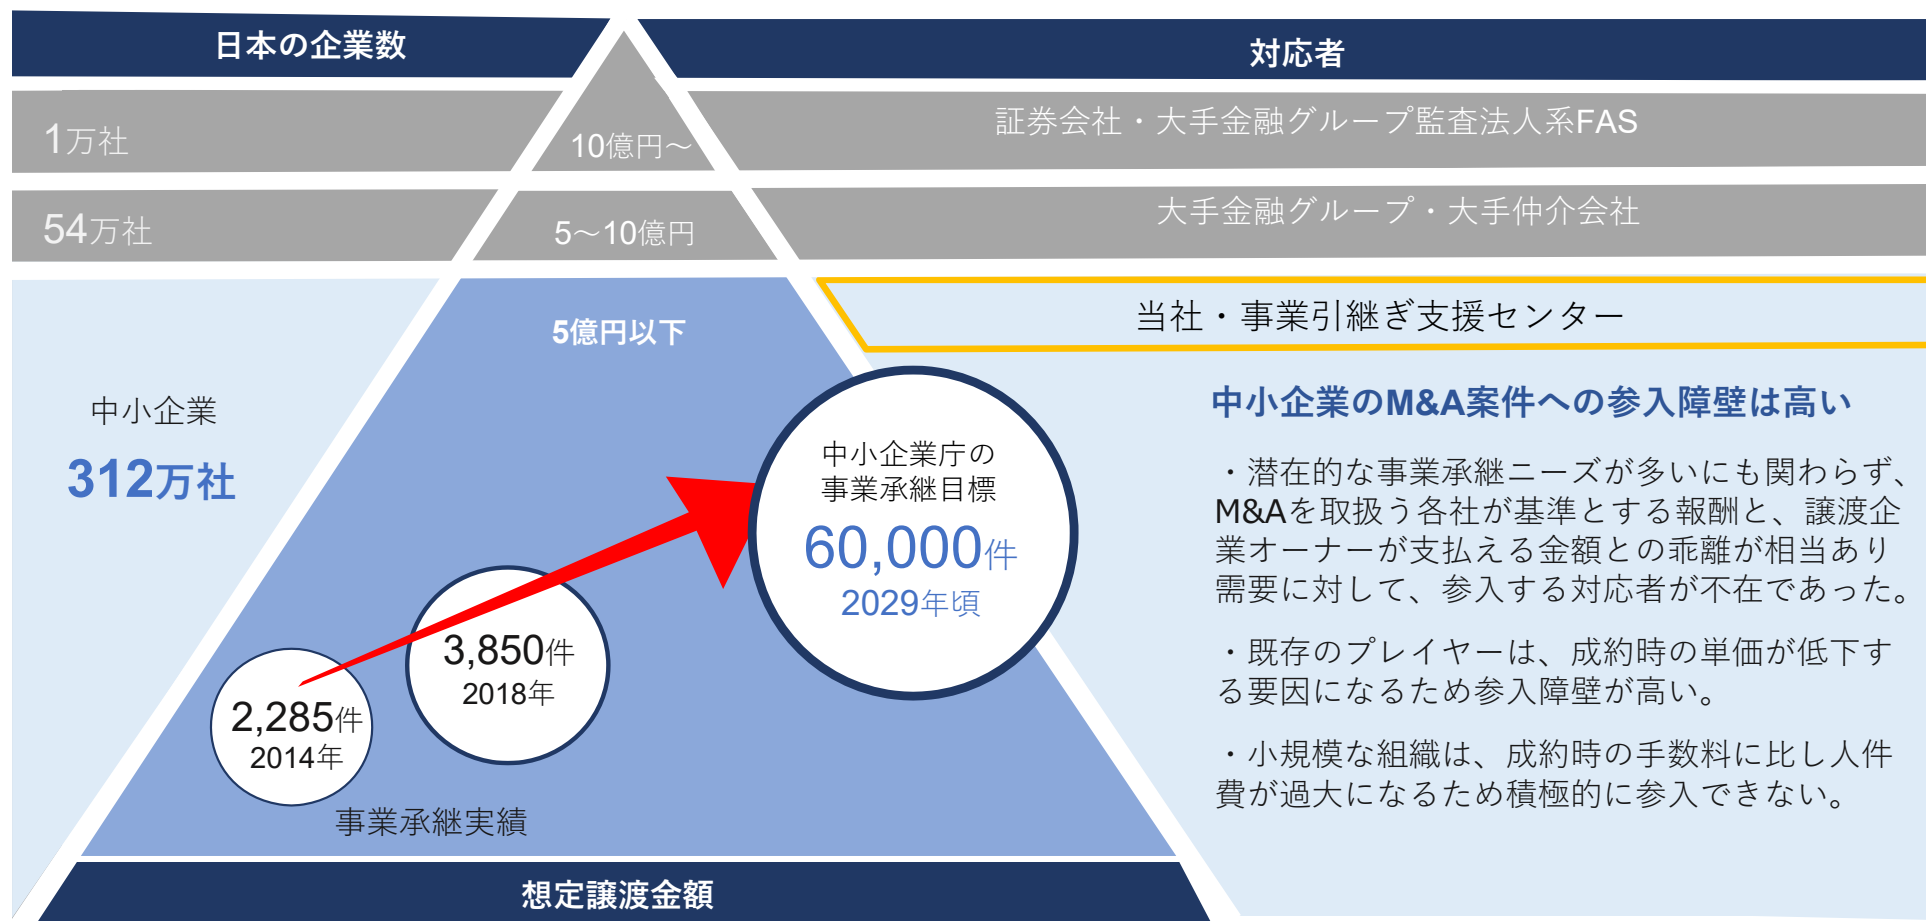 日本の企業数
対応者
1万社
10億円〜
証券会社・大手金融グループ監査法人系FAS
54万社
5〜10億円
大手金融グループ・大手仲介会社
5億円以下
当社・事業引継ぎ支援センター
中小企業
312万社
中小企業庁の
事業承継目標
60,000件
2029年頃
3,850件
2018年
2,285件
2014年
事業承継実績
中小企業のM&A案件への参入障壁は高い
・潜在的な事業承継ニーズが多いにも関わらず、
M&Aを取扱う各社が基準とする報酬と、譲渡企
業オーナーが支払える金額との乖離が相当あり
需要に対して、参入する対応者が不在であった。
・既存のプレイヤーは、成約時の単価が低下す
る要因になるため参入障壁が高い。
・小規模な組織は、成約時の手数料に比し人件
費が過大になるため積極的に参入できない。
想定譲渡金額